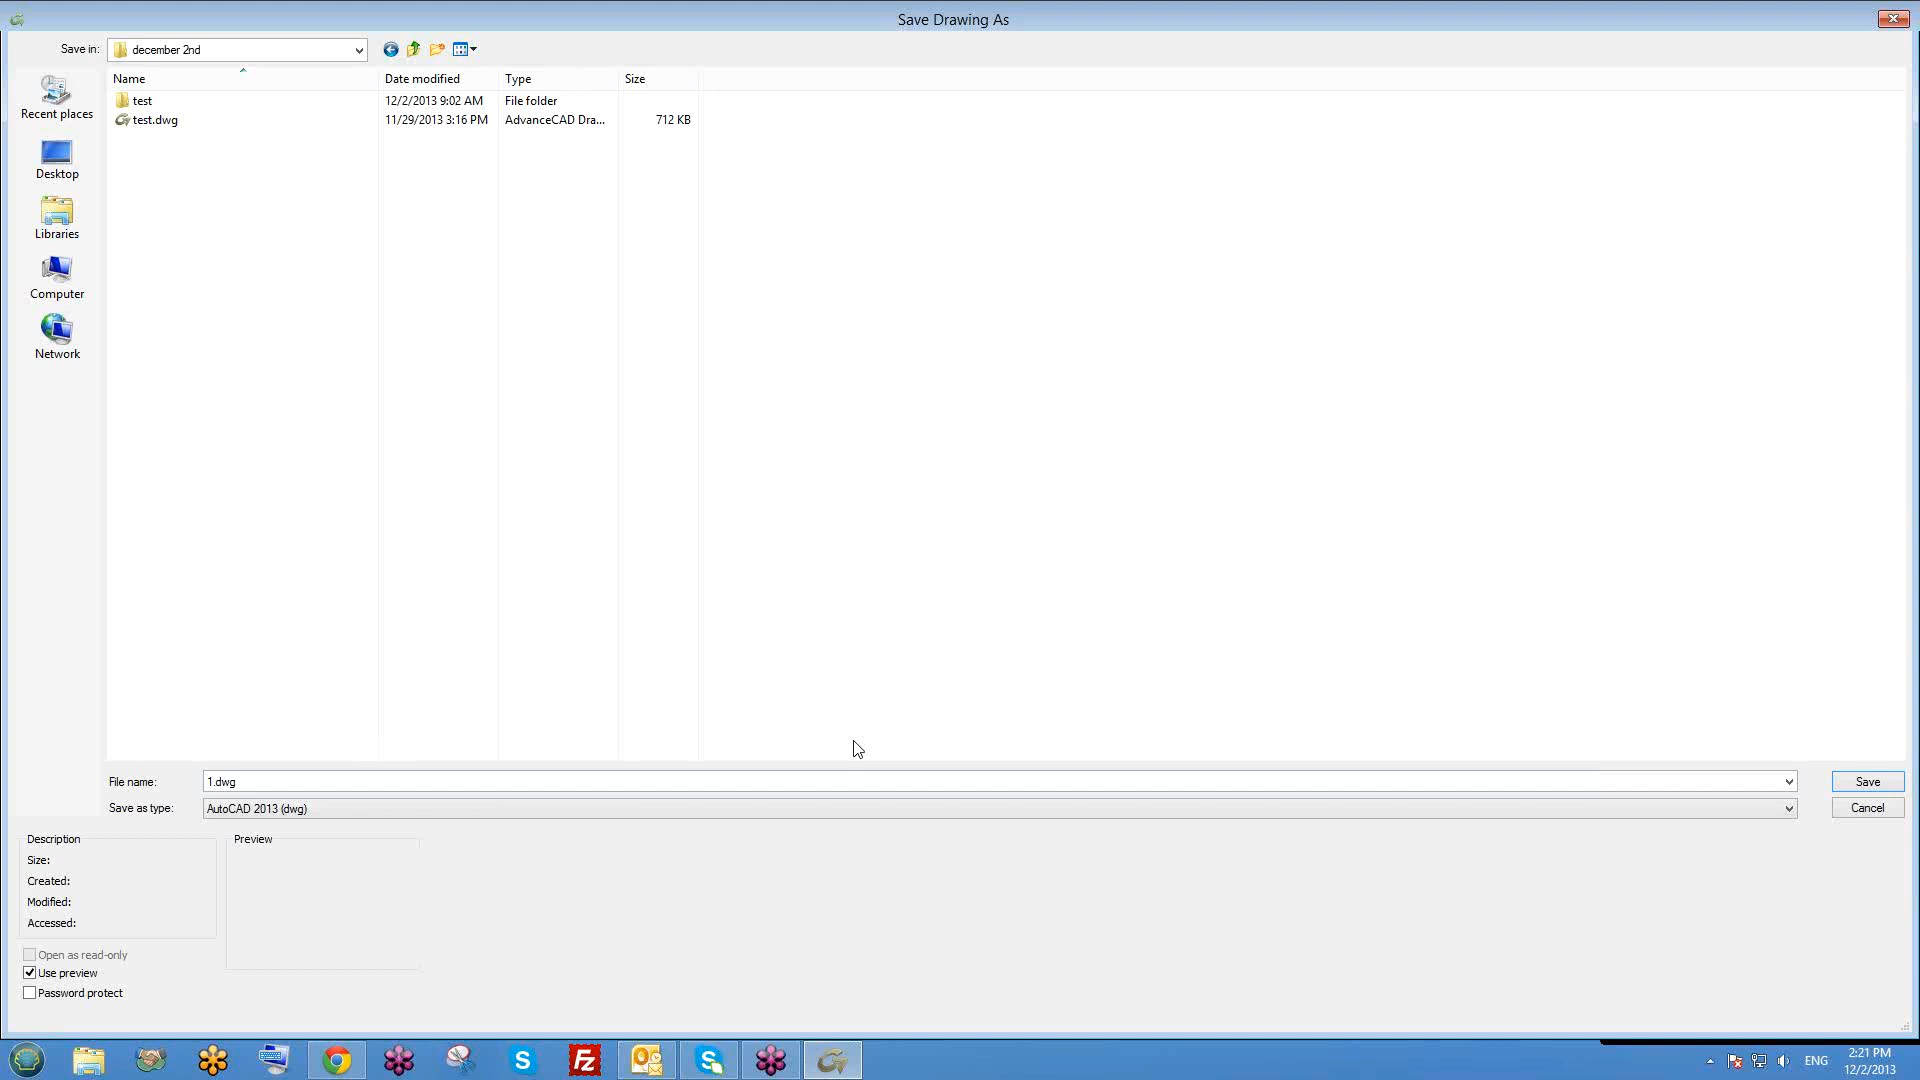 Save Drawing As
Save in: december 2nd
Name Date modified Type Size
test 12/2/2013 9:02 AM File folder
test.dwg 11/29/2013 3:16 PM AdvanceCAD Dra... 712 KB
Recent places
Desktop
Libraries
Computer
Network
File name: 1.dwg Save
Save as type: AutoCAD 2013 (dwg) Cancel
Description Preview
Size:
Created:
Modified:
Accessed:
Open as read-only
Use preview
Password protect
S Fz S
ENG 2:21 PM
12/2/2013